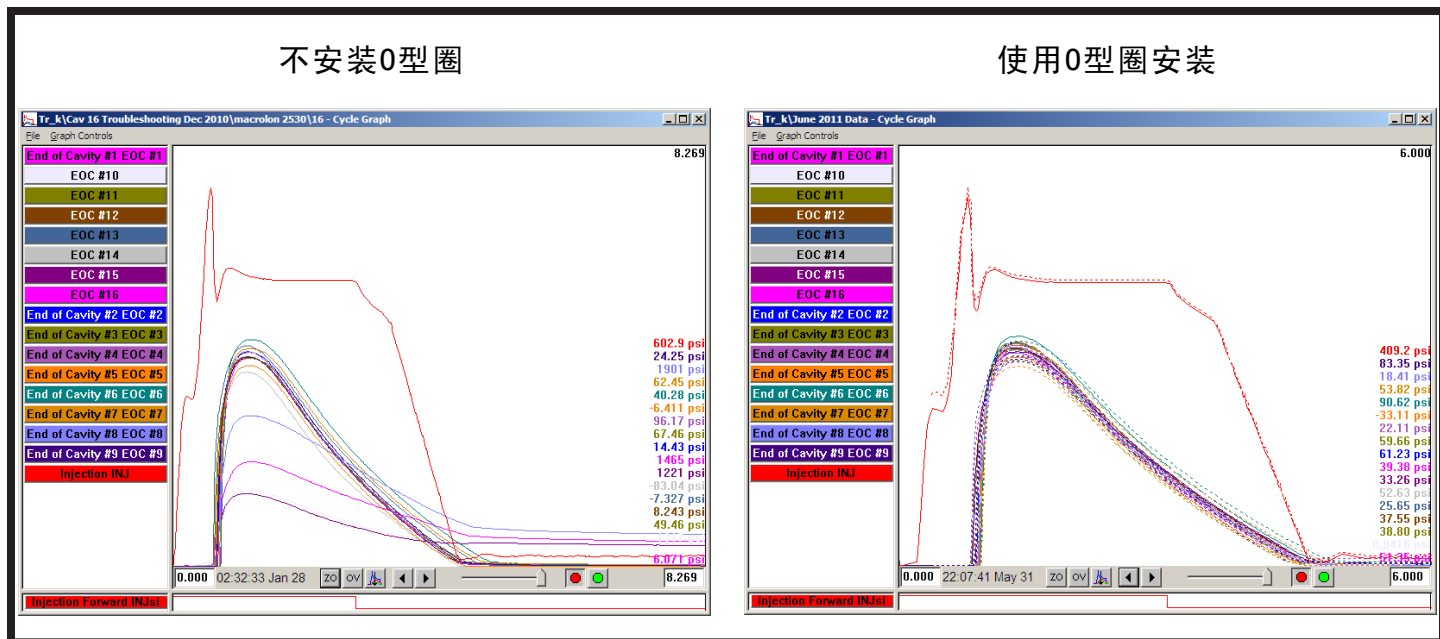 不安装0型圈
使用0型圈安装
Tr_k\Cav 16 Troubleshooting Dec 2010\macrolon 2530\16 - Cycle Graph
File Graph Controls
End of Cavity #1 EOC #1
EOC #10
EOC #11
EOC #12
EOC #13
EOC #14
EOC #15
EOC #16
End of Cavity #2 EOC #2
End of Cavity #3 EOC #3
End of Cavity #4 EOC #4
End of Cavity #5 EOC #5
End of Cavity #6 EOC #6
End of Cavity #7 EOC #7
End of Cavity #8 EOC #8
End of Cavity #9 EOC #9
Injection INJ
8.269
602.9 psi
24.25 psi
1901 psi
62.45 psi
40.28 psi
-6.411 psi
96.17 psi
67.46 psi
14.43 psi
1465 psi
1221 psi
-83.04 psi
-7.327 psi
8.243 psi
49.46 psi
6.071 psi
0.000 02:32:33 Jan 28 ZO OV 8.269
Injection Forward INJsi
Tr_k\June 2011 Data - Cycle Graph
File Graph Controls
End of Cavity #1 EOC #1
EOC #10
EOC #11
EOC #12
EOC #13
EOC #14
EOC #15
EOC #16
End of Cavity #2 EOC #2
End of Cavity #3 EOC #3
End of Cavity #4 EOC #4
End of Cavity #5 EOC #5
End of Cavity #6 EOC #6
End of Cavity #7 EOC #7
End of Cavity #8 EOC #8
End of Cavity #9 EOC #9
Injection INJ
6.000
409.2 psi
83.35 psi
18.41 psi
53.82 psi
90.62 psi
-33.11 psi
22.11 psi
59.66 psi
61.23 psi
39.38 psi
33.26 psi
52.63 psi
25.65 psi
37.55 psi
38.80 psi
0.000 22:07:41 May 31 ZO OV 6.000
Injection Forward INJsi